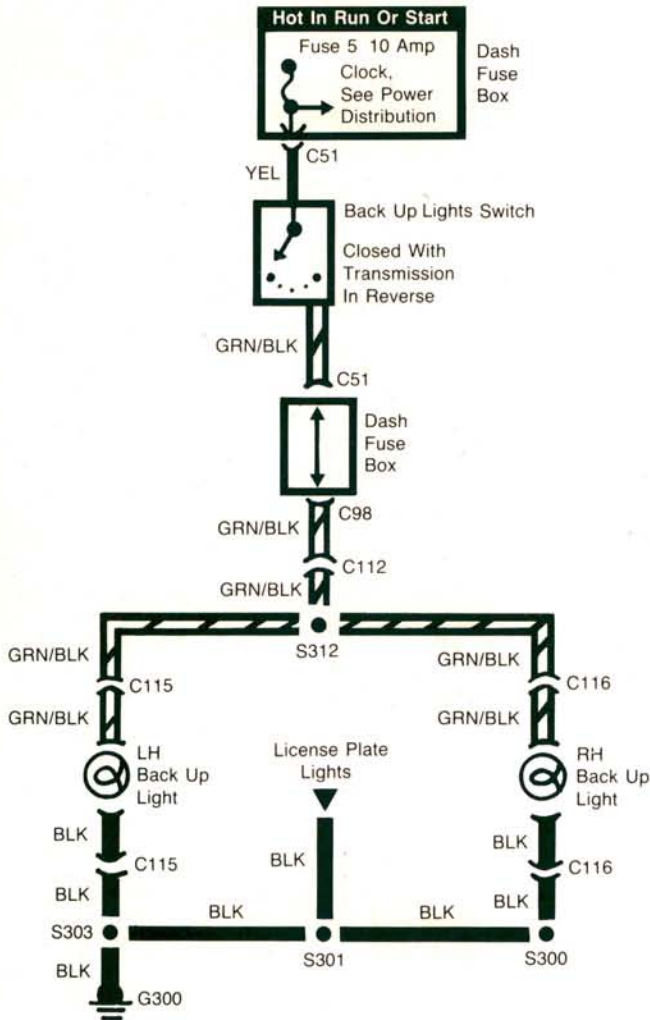 Hot In Run Or Start
Fuse 5 10 Amp
Clock,
See Power
Distribution
Dash
Fuse
Box
C51
YEL
Back Up Lights Switch
Closed With
Transmission
In Reverse
GRN/BLK
C51
Dash
Fuse
Box
C98
GRN/BLK
C112
GRN/BLK
S312
GRN/BLK
GRN/BLK
C115
C116
GRN/BLK
GRN/BLK
LH
Back Up
Light
License Plate
Lights
RH
Back Up
Light
BLK
BLK
BLK
C115
C116
BLK
BLK
BLK
BLK
S303
S301
S300
BLK
G300